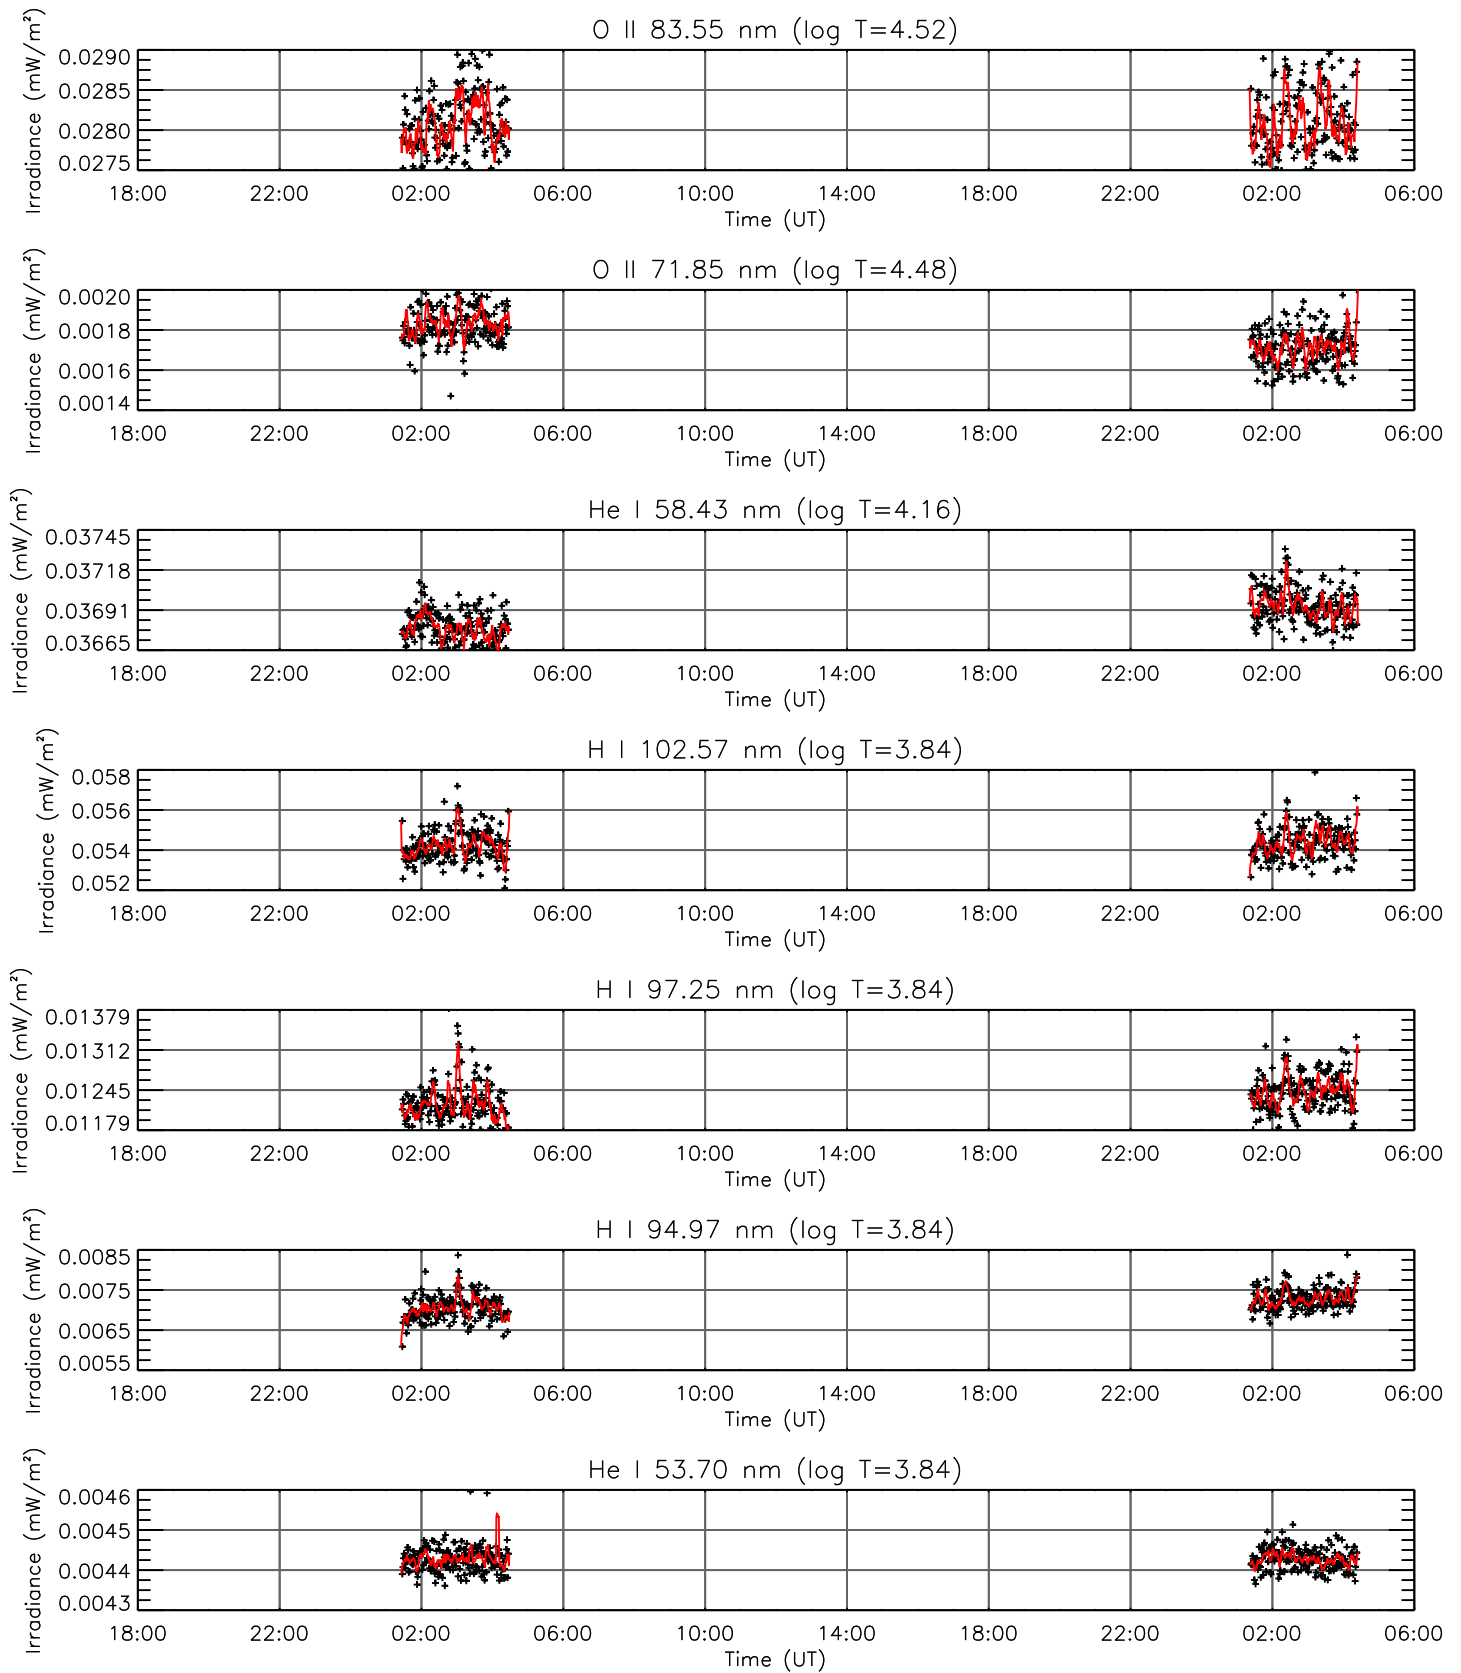 O II 83.55 nm (log T=4.52)
Irradiance (mW/m²)
0.0290
0.0285
0.0280
0.0275
18:00 22:00 02:00 06:00 10:00 14:00 18:00 22:00 02:00 06:00
Time (UT)
O II 71.85 nm (log T=4.48)
Irradiance (mW/m²)
0.0020
0.0018
0.0016
0.0014
18:00 22:00 02:00 06:00 10:00 14:00 18:00 22:00 02:00 06:00
Time (UT)
He I 58.43 nm (log T=4.16)
Irradiance (mW/m²)
0.03745
0.03718
0.03691
0.03665
18:00 22:00 02:00 06:00 10:00 14:00 18:00 22:00 02:00 06:00
Time (UT)
H I 102.57 nm (log T=3.84)
Irradiance (mW/m²)
0.058
0.056
0.054
0.052
18:00 22:00 02:00 06:00 10:00 14:00 18:00 22:00 02:00 06:00
Time (UT)
H I 97.25 nm (log T=3.84)
Irradiance (mW/m²)
0.01379
0.01312
0.01245
0.01179
18:00 22:00 02:00 06:00 10:00 14:00 18:00 22:00 02:00 06:00
Time (UT)
H I 94.97 nm (log T=3.84)
Irradiance (mW/m²)
0.0085
0.0075
0.0065
0.0055
18:00 22:00 02:00 06:00 10:00 14:00 18:00 22:00 02:00 06:00
Time (UT)
He I 53.70 nm (log T=3.84)
Irradiance (mW/m²)
0.0046
0.0045
0.0044
0.0043
18:00 22:00 02:00 06:00 10:00 14:00 18:00 22:00 02:00 06:00
Time (UT)